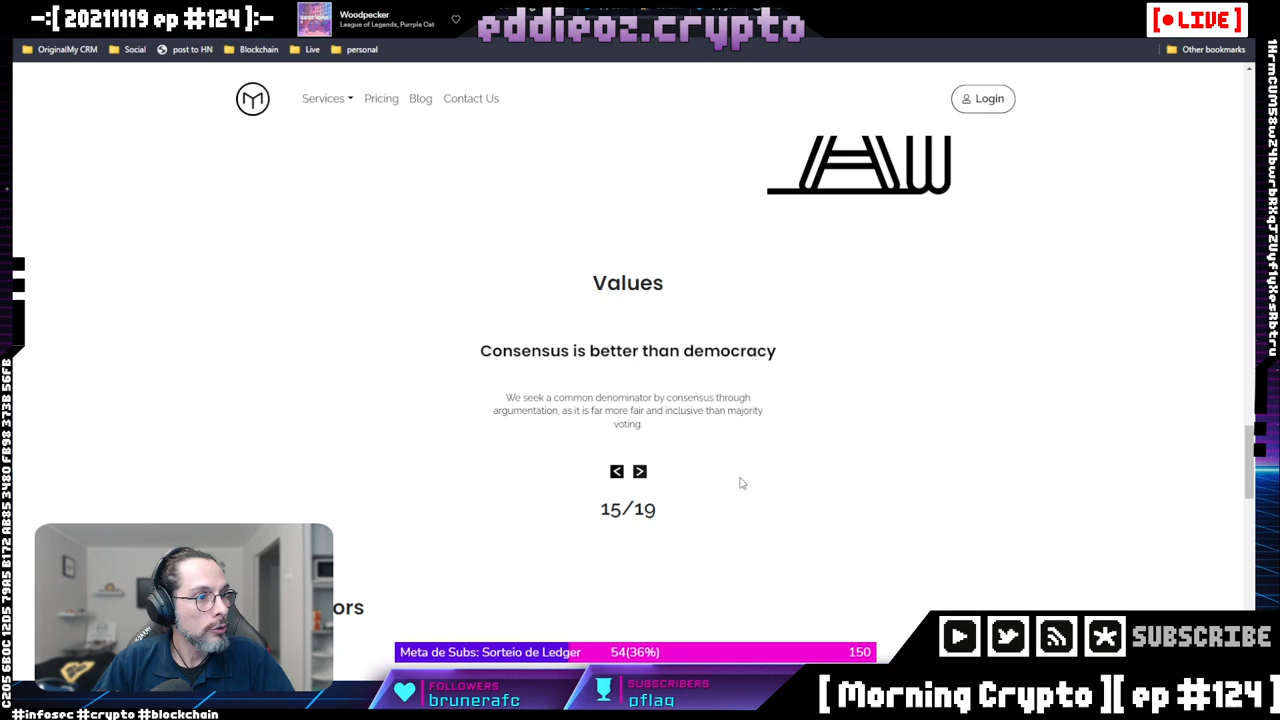 —:[ 20211119 ep #124 ]:—
Woodpecker
League of Legends, Purrple Cat
eddieoz.crypto
[ • LIVE ]
OriginalMy CRM
Social
post to HN
Blockchain
Live
personal
Other bookmarks
Services
Pricing
Blog
Contact Us
Login
Values
Consensus is better than democracy
We seek a common denominator by consensus through
argumentation, as it is far more fair and inclusive than majority
voting.
< >
15/19
ors
Meta de Subs: Sorteio de Ledger
54(36%)
150
FOLLOWERS
brunerafc
SUBSCRIBERS
pflaq
SUBSCRIBE
[ Morning Crypto ][ ep #124 ]
#infosec #crypto #blockchain